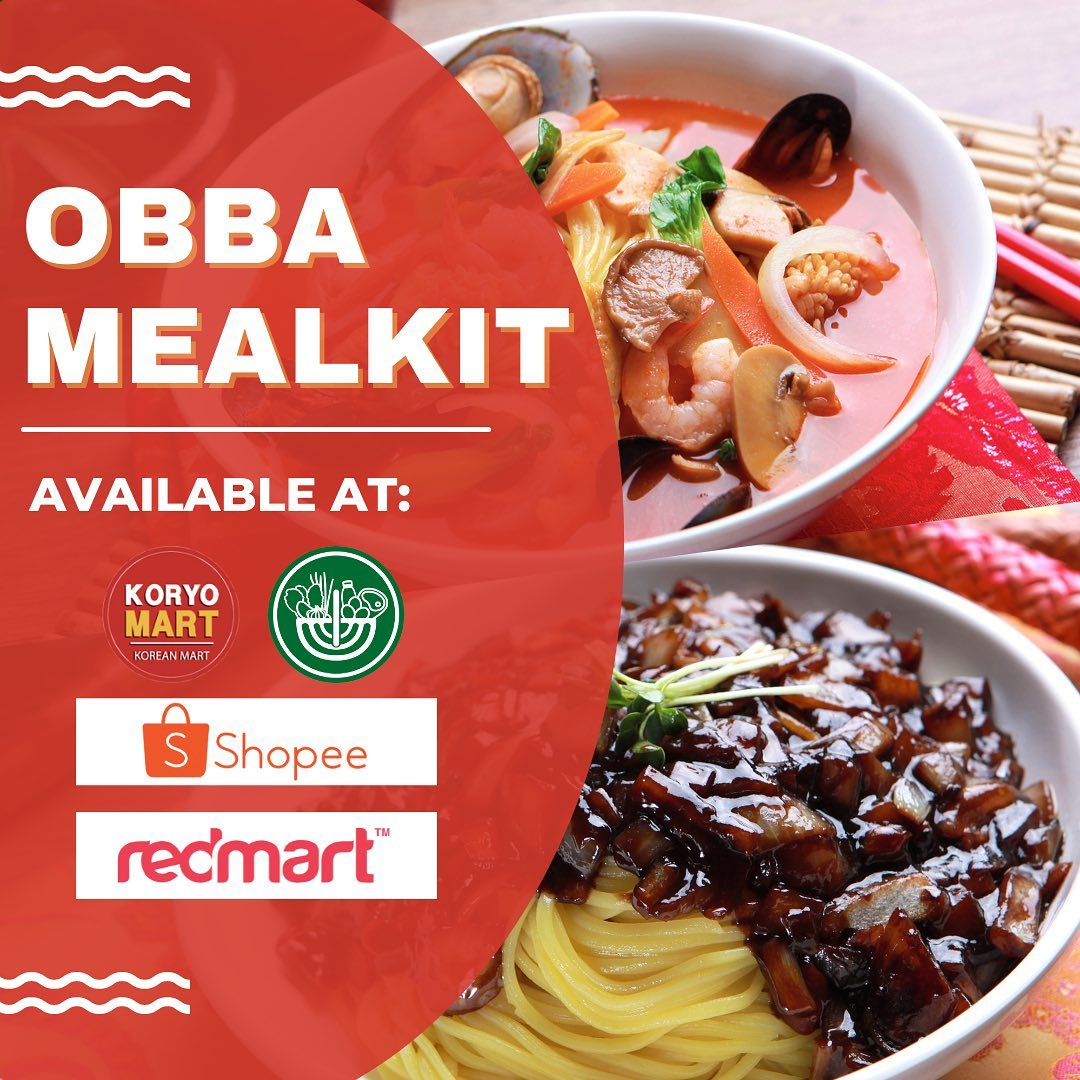 OBBA
MEALKIT
AVAILABLE AT:
KORYO
MART
KOREAN MART
S Shopee
redmart™